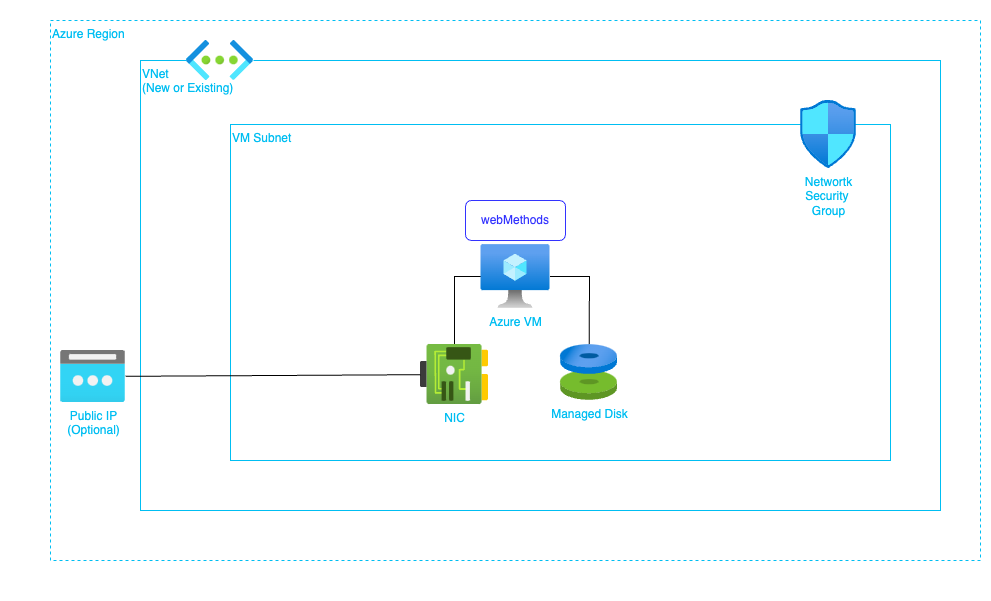 Azure Region
VNet
(New or Existing)
VM Subnet
Networtk
Security
Group
webMethods
Azure VM
Public IP
(Optional)
NIC
Managed Disk